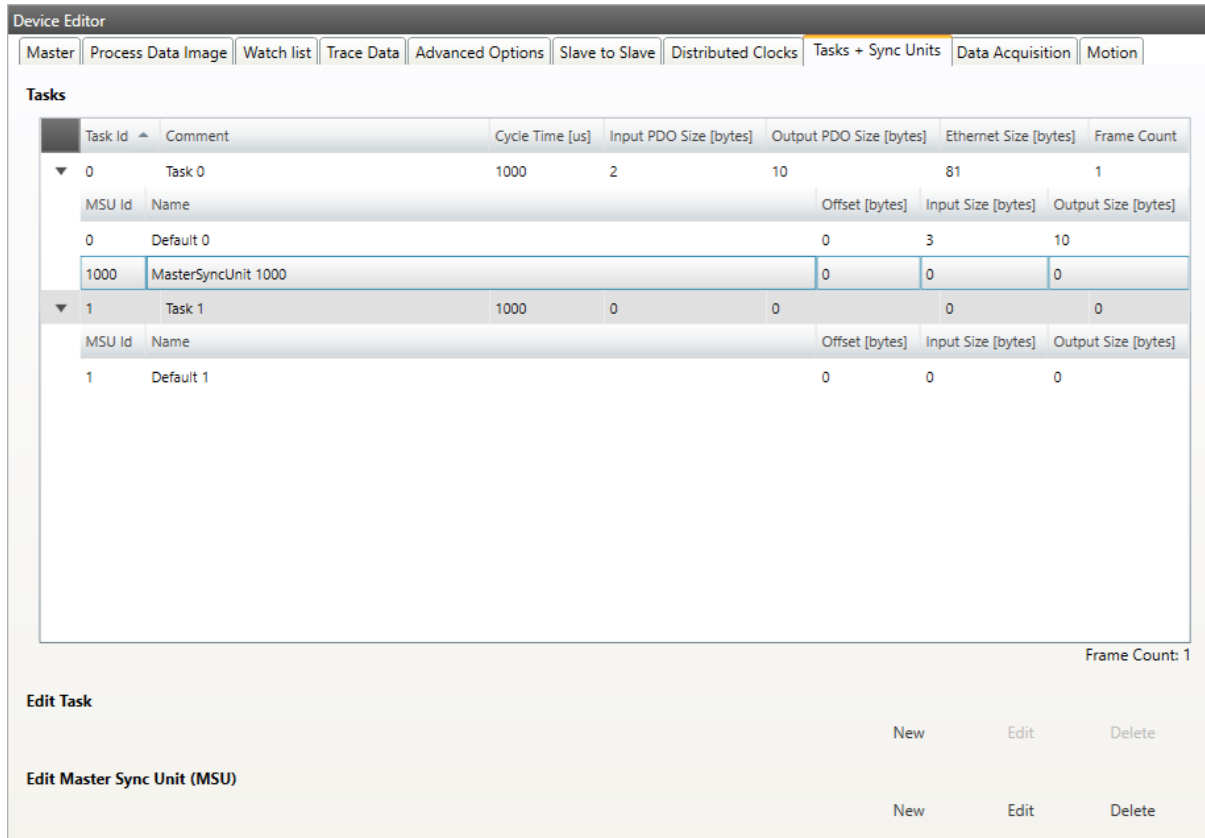 Device Editor
Master Process Data Image Watch list Trace Data Advanced Options Slave to Slave Distributed Clocks Tasks + Sync Units Data Acquisition Motion
Tasks
Task Id Comment Cycle Time [us] Input PDO Size [bytes] Output PDO Size [bytes] Ethernet Size [bytes] Frame Count
0 Task 0 1000 2 10 81 1
MSU Id Name Offset [bytes] Input Size [bytes] Output Size [bytes]
0 Default 0 0 3 10
1000 MasterSyncUnit 1000 0 0 0
1 Task 1 1000 0 0 0 0
MSU Id Name Offset [bytes] Input Size [bytes] Output Size [bytes]
1 Default 1 0 0 0
Frame Count: 1
Edit Task
New Edit Delete
Edit Master Sync Unit (MSU)
New Edit Delete